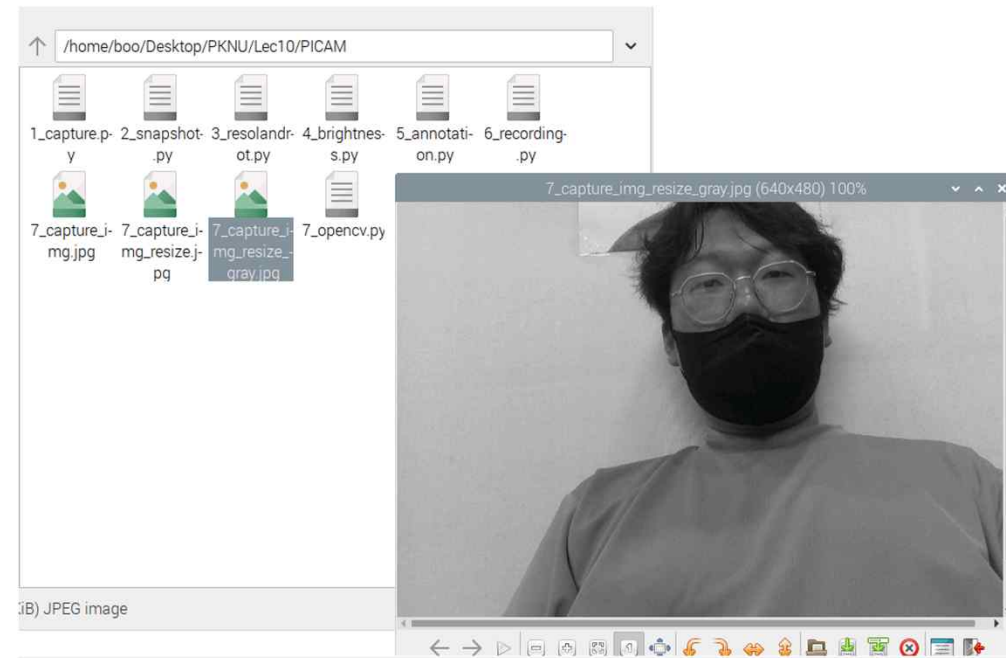 /home/boo/Desktop/PKNU/Lec10/PICAM
1_capture.p- 2_snapshot- 3_resolandr- 4_brightnes- 5_annotati- 6_recording-
y .py ot.py s.py on.py .py
7_capture_img_resize_gray.jpg (640x480) 100%
7_capture_i- 7_capture_i- 7_capture_i- 7_opencv.py
mg.jpg mg_resize.j- mg_resize_-
pg gray.jpg
iB) JPEG image